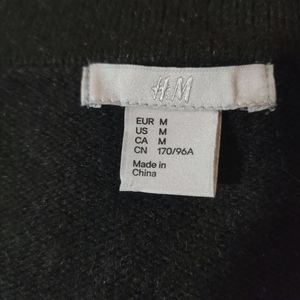 H&M
EUR M
US M
CA M
CN 170/96A
Made in
China